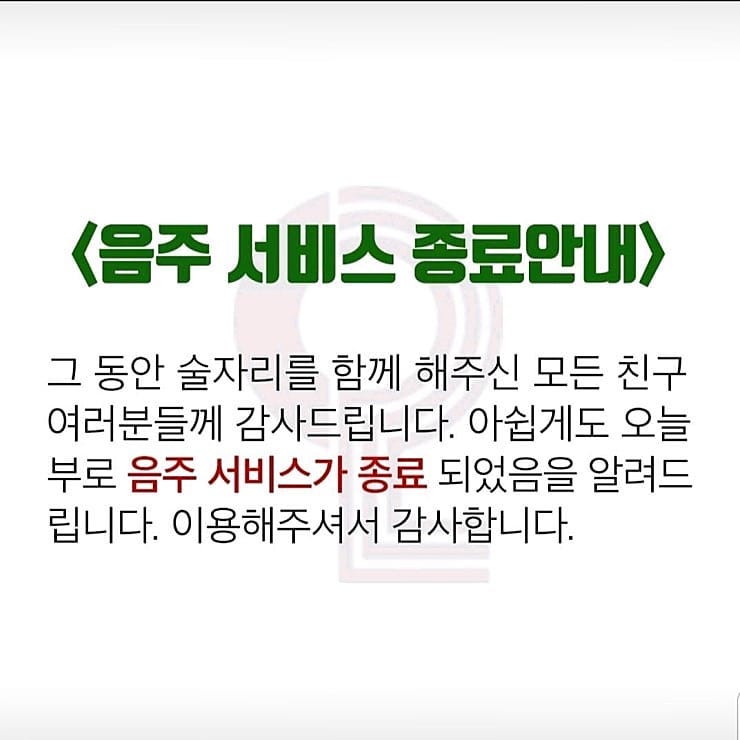 <음주 서비스 종료안내>
그 동안 술자리를 함께 해주신 모든 친구
여러분들께 감사드립니다. 아쉽게도 오늘
부로 음주 서비스가 종료 되었음을 알려드
립니다. 이용해주셔서 감사합니다.